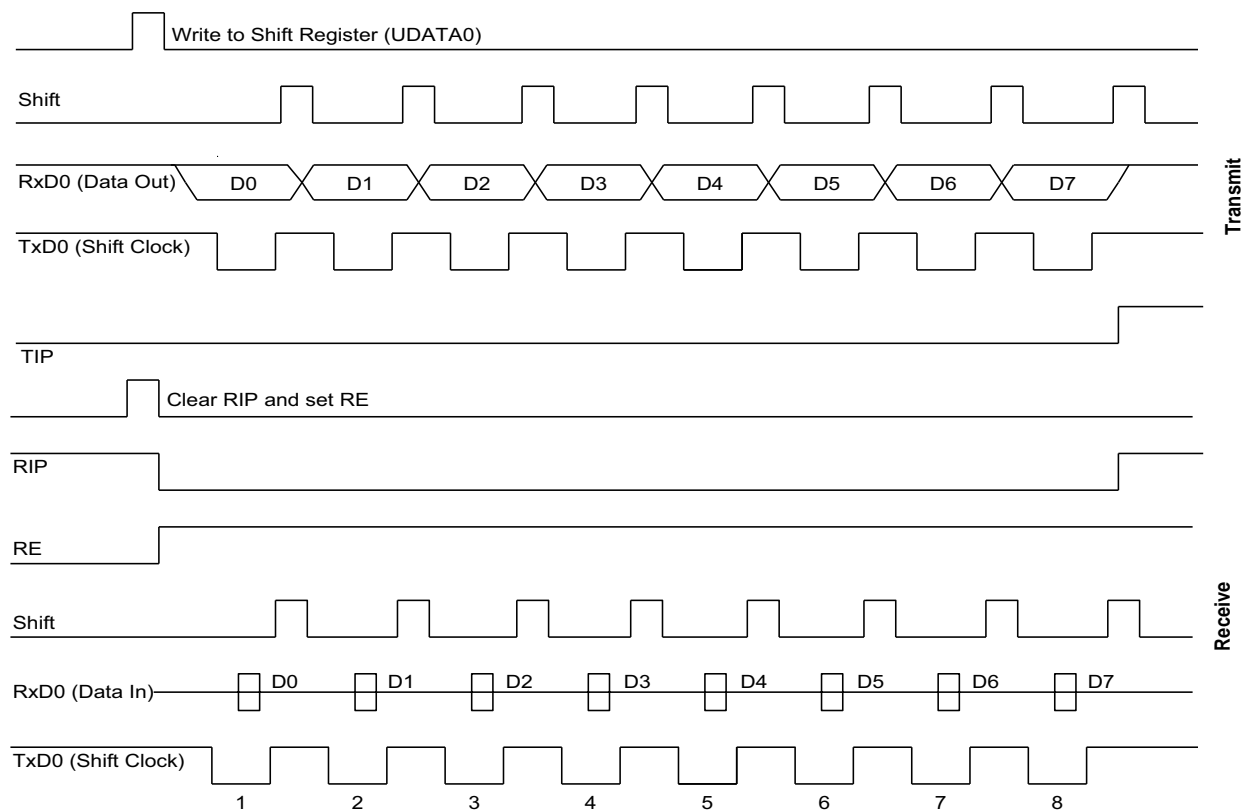 Write to Shift Register (UDATA0)
Shift
RxD0 (Data Out)
D0 D1 D2 D3 D4 D5 D6 D7
TxD0 (Shift Clock)
TIP
Transmit
Clear RIP and set RE
RIP
RE
Shift
RxD0 (Data In)
D0 D1 D2 D3 D4 D5 D6 D7
TxD0 (Shift Clock)
1 2 3 4 5 6 7 8
Receive